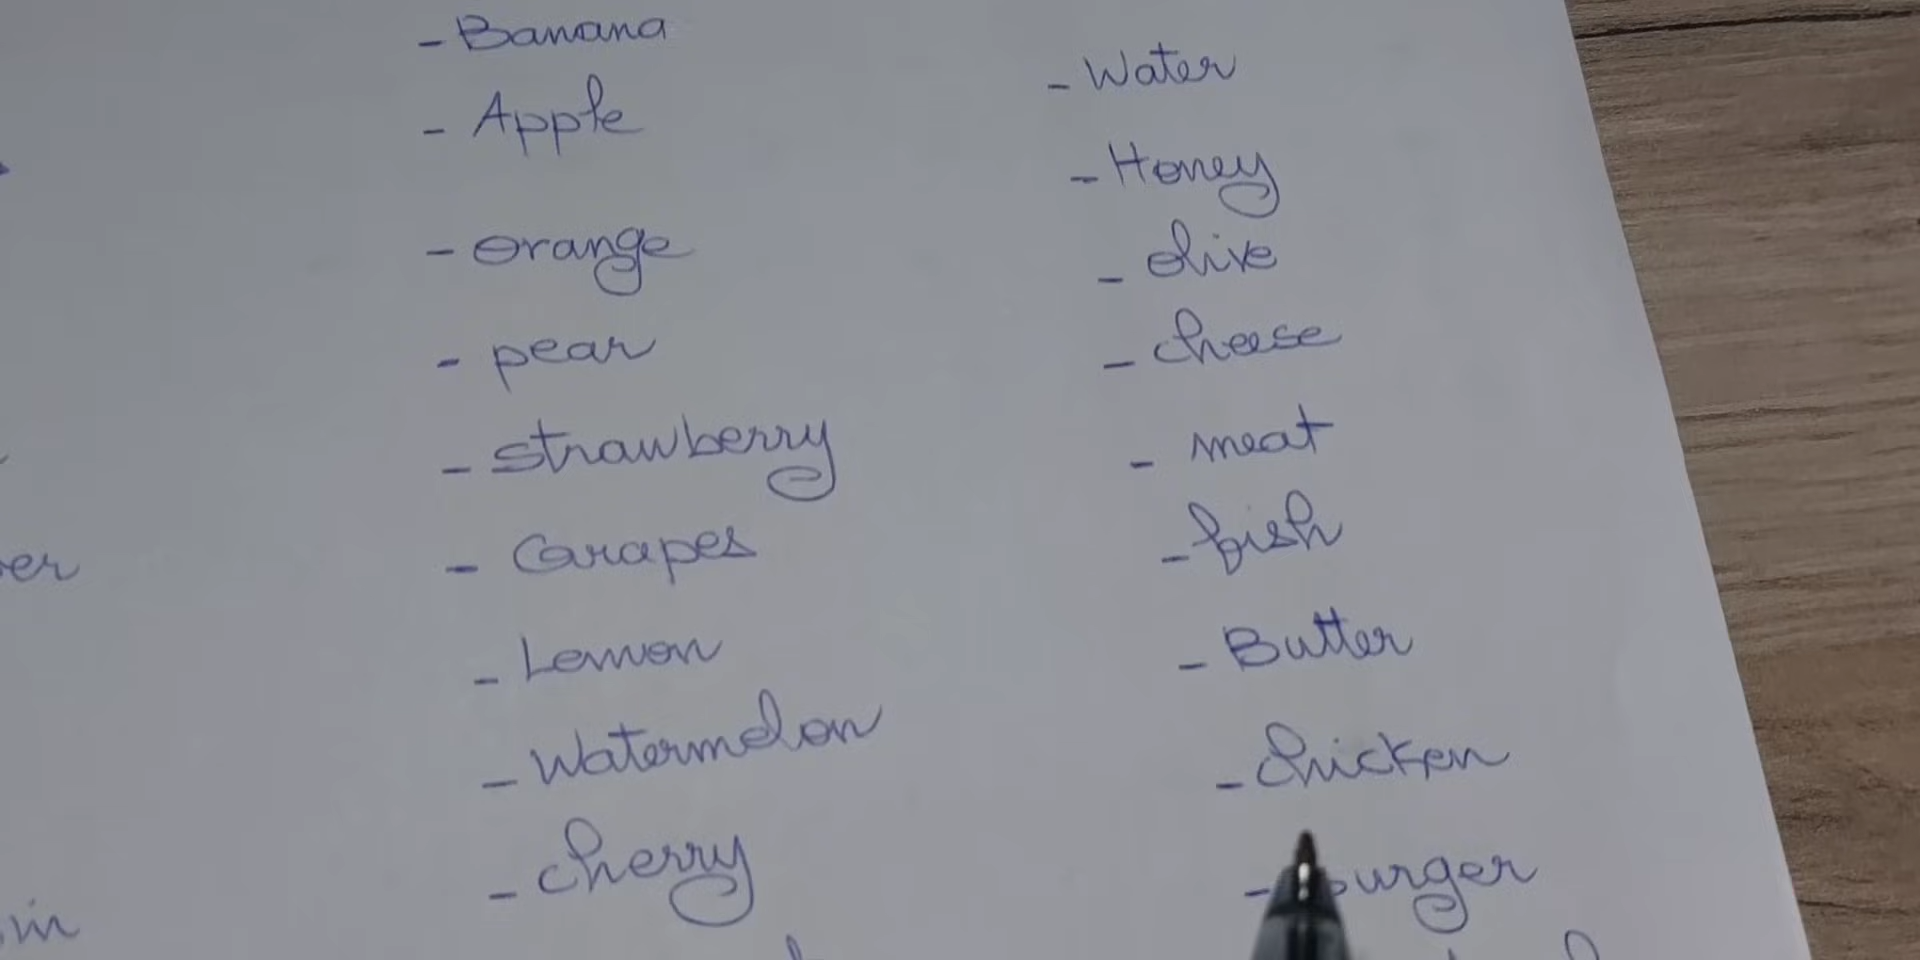 - Banana
- Apple
- orange
- pear
- strawberry
- Grapes
- Lemon
- Watermelon
- cherry
- Water
- Honey
- olive
- cheese
- meat
- fish
- Butter
- chicken